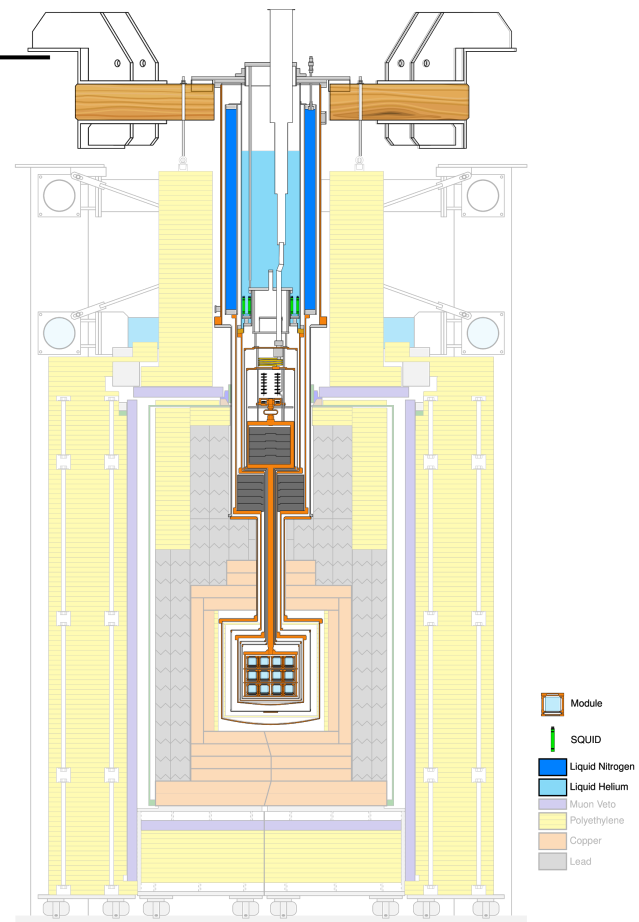 Module
SQUID
Liquid Nitrogen
Liquid Helium
Muon Veto
Polyethylene
Copper
Lead